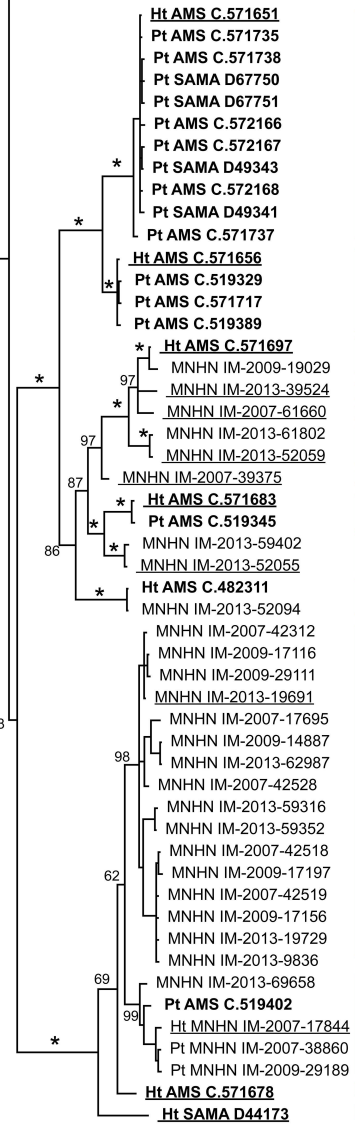 Ht AMS C.571651
Pt AMS C.571735
Pt AMS C.571738
Pt SAMA D67750
Pt SAMA D67751
Pt AMS C.572166
Pt AMS C.572167
*
Pt SAMA D49343
Pt AMS C.572168
Pt SAMA D49341
*
Pt AMS C.571737
Ht AMS C.571656
*
Pt AMS C.519329
Pt AMS C.571717
Pt AMS C.519389
*
Ht AMS C.571697
MNHN IM-2009-19029
*
97
MNHN IM-2013-39524
*
MNHN IM-2007-61660
*
MNHN IM-2013-61802
97
MNHN IM-2013-52059
MNHN IM-2007-39375
87
*
Ht AMS C.571683
*
Pt AMS C.519345
*
MNHN IM-2013-59402
86
MNHN IM-2013-52055
*
Ht AMS C.482311
MNHN IM-2013-52094
MNHN IM-2007-42312
MNHN IM-2009-17116
MNHN IM-2009-29111
MNHN IM-2013-19691
MNHN IM-2007-17695
MNHN IM-2009-14887
98
MNHN IM-2013-62987
MNHN IM-2007-42528
MNHN IM-2013-59316
MNHN IM-2013-59352
MNHN IM-2007-42518
62
MNHN IM-2009-17197
MNHN IM-2007-42519
MNHN IM-2009-17156
MNHN IM-2013-19729
MNHN IM-2013-9836
69
MNHN IM-2013-69658
Pt AMS C.519402
99
Ht MNHN IM-2007-17844
*
Pt MNHN IM-2007-38860
Pt MNHN IM-2009-29189
Ht AMS C.571678
Ht SAMA D44173